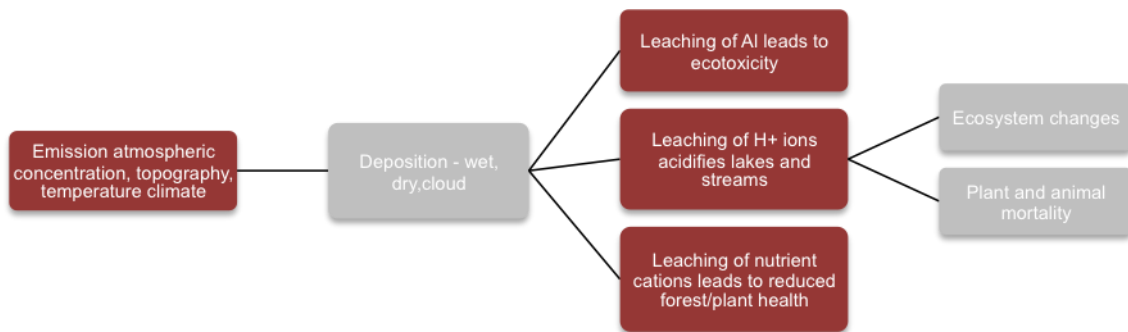 Leaching of Al leads to
ecotoxicity
Emission atmospheric
concentration, topography,
temperature climate
Deposition - wet,
dry,cloud
Leaching of H+ ions
acidifies lakes and
streams
Ecosystem changes
Plant and animal
mortality
Leaching of nutrient
cations leads to reduced
forest/plant health